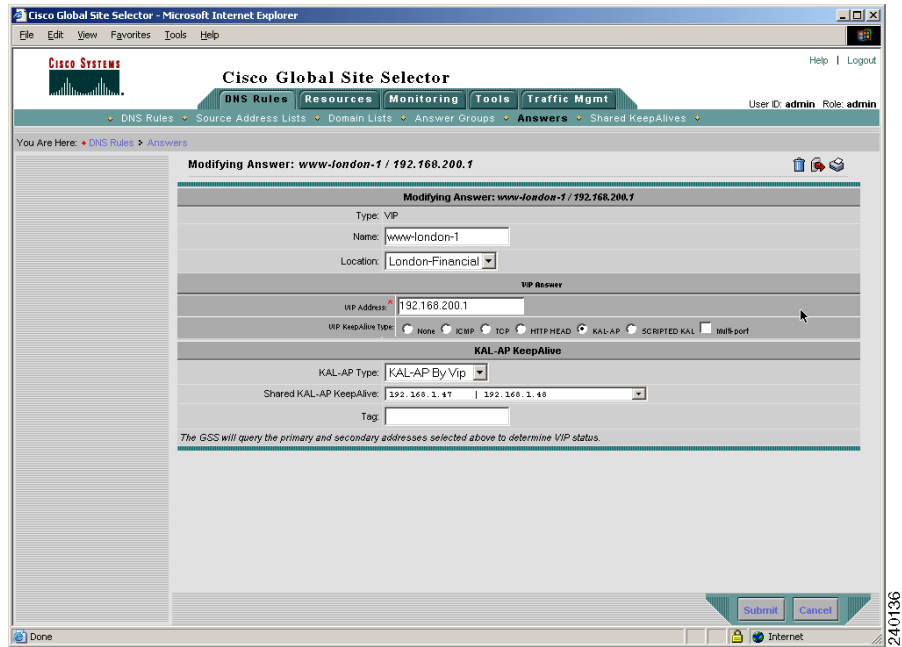 Cisco Global Site Selector - Microsoft Internet Explorer
File Edit View Favorites Tools Help
CISCO SYSTEMS
Help | Logout
Cisco Global Site Selector
DNS Rules Resources Monitoring Tools Traffic Mgmt
User ID: admin Role: admin
DNS Rules Source Address Lists Domain Lists Answer Groups Answers Shared KeepAlives
You Are Here: DNS Rules Answers
Modifying Answer: www-london-1 / 192.168.200.1
Modifying Answer: www-london-1 / 192.168.200.1
Type: VIP
Name: www-london-1
Location: London-Financial
VIP Answer
VIP Address:* 192.168.200.1
VIP KeepAlive Type: None ICMP TCP HTTP HEAD KAL-AP SCRIPTED KAL Multi-port
KAL-AP KeepAlive
KAL-AP Type: KAL-AP By Vip
Shared KAL-AP KeepAlive: 192.168.1.47 | 192.168.1.48
Tag:
The GSS will query the primary and secondary addresses selected above to determine VIP status.
Submit Cancel
Done
Internet
240136